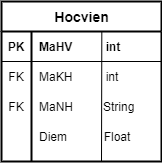 Hocvien
PK MaHV int
FK MaKH int
FK MaNH String
Diem Float